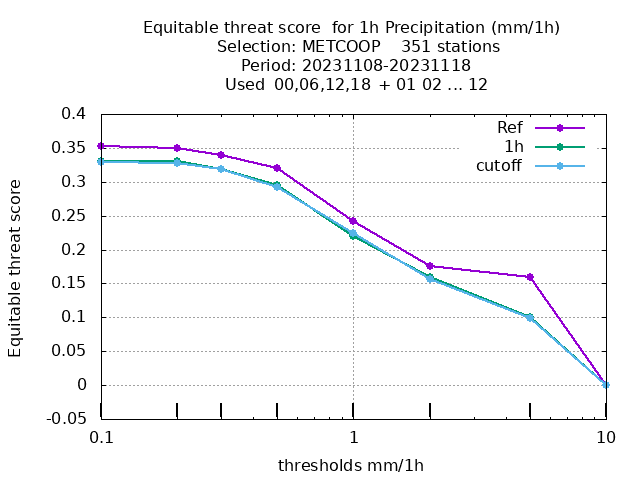 Equitable threat score  for 1h Precipitation (mm/1h)
Selection: METCOOP    351 stations
Period: 20231108-20231118
Used  00,06,12,18 + 01 02 ... 12
Ref
1h
cutoff
0.4
0.35
0.3
0.25
0.2
0.15
0.1
0.05
0
-0.05
Equitable threat score
0.1
1
10
thresholds mm/1h